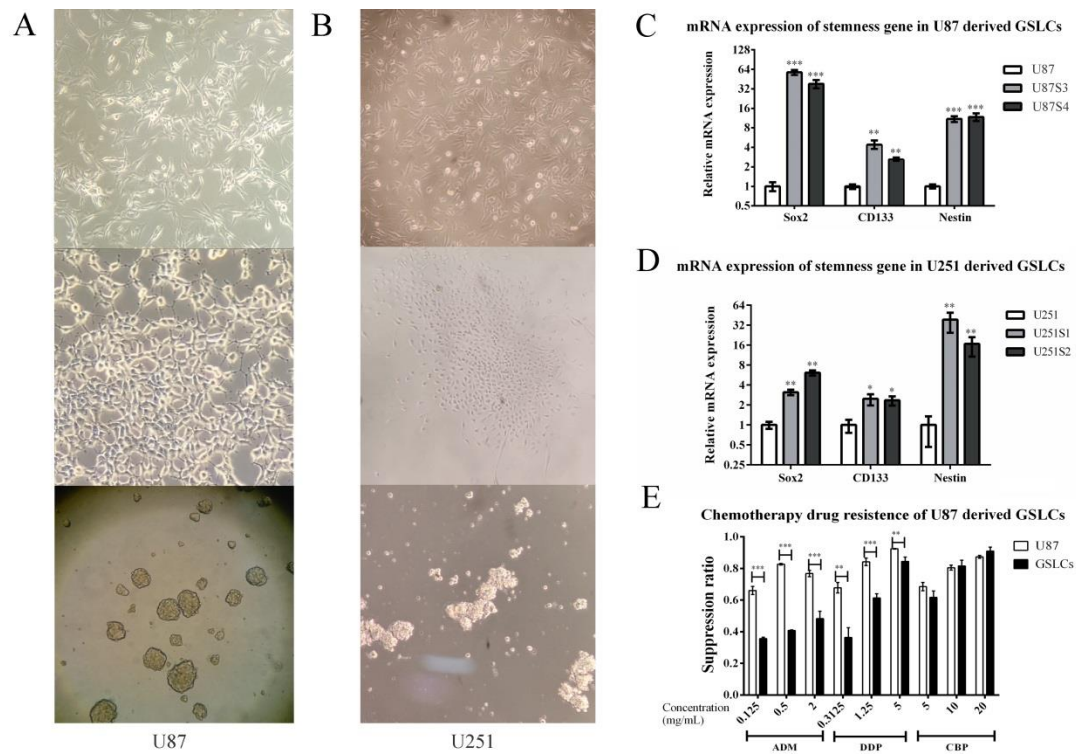 A
B
U87
U251
C
mRNA expression of stemness gene in U87 derived GSLCs
Relative mRNA expression
128
64
32
16
8
4
2
1
0.5
***
***
**
**
***
***
Sox2 CD133 Nestin
U87
U87S3
U87S4
D
mRNA expression of stemness gene in U251 derived GSLCs
Relative mRNA expression
64
32
16
8
4
2
1
0.5
0.25
**
**
*
*
**
**
Sox2 CD133 Nestin
U251
U251S1
U251S2
E
Chemotherapy drug resistence of U87 derived GSLCs
Suppression ratio
1.0
0.8
0.6
0.4
0.2
0.0
***
***
***
**
***
**
U87
GSLCs
Concentration
(mg/mL)
0.125 0.5 2 0.3125 1.25 5 5 10 20
ADM DDP CBP